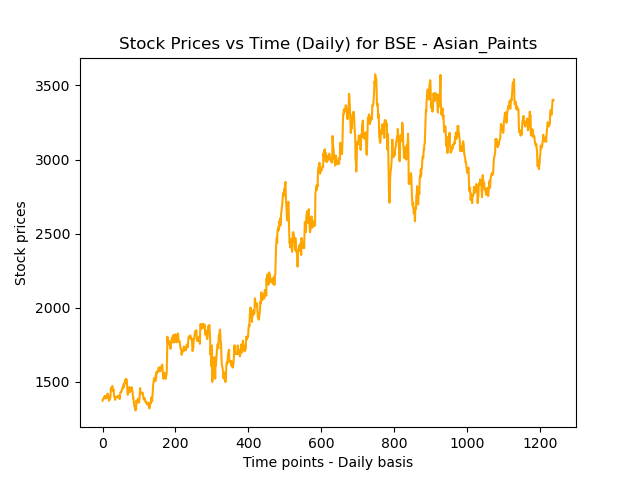 Stock Prices vs Time (Daily) for BSE - Asian_Paints
Stock prices
3500
3000
2500
2000
1500
0 200 400 600 800 1000 1200
Time points - Daily basis